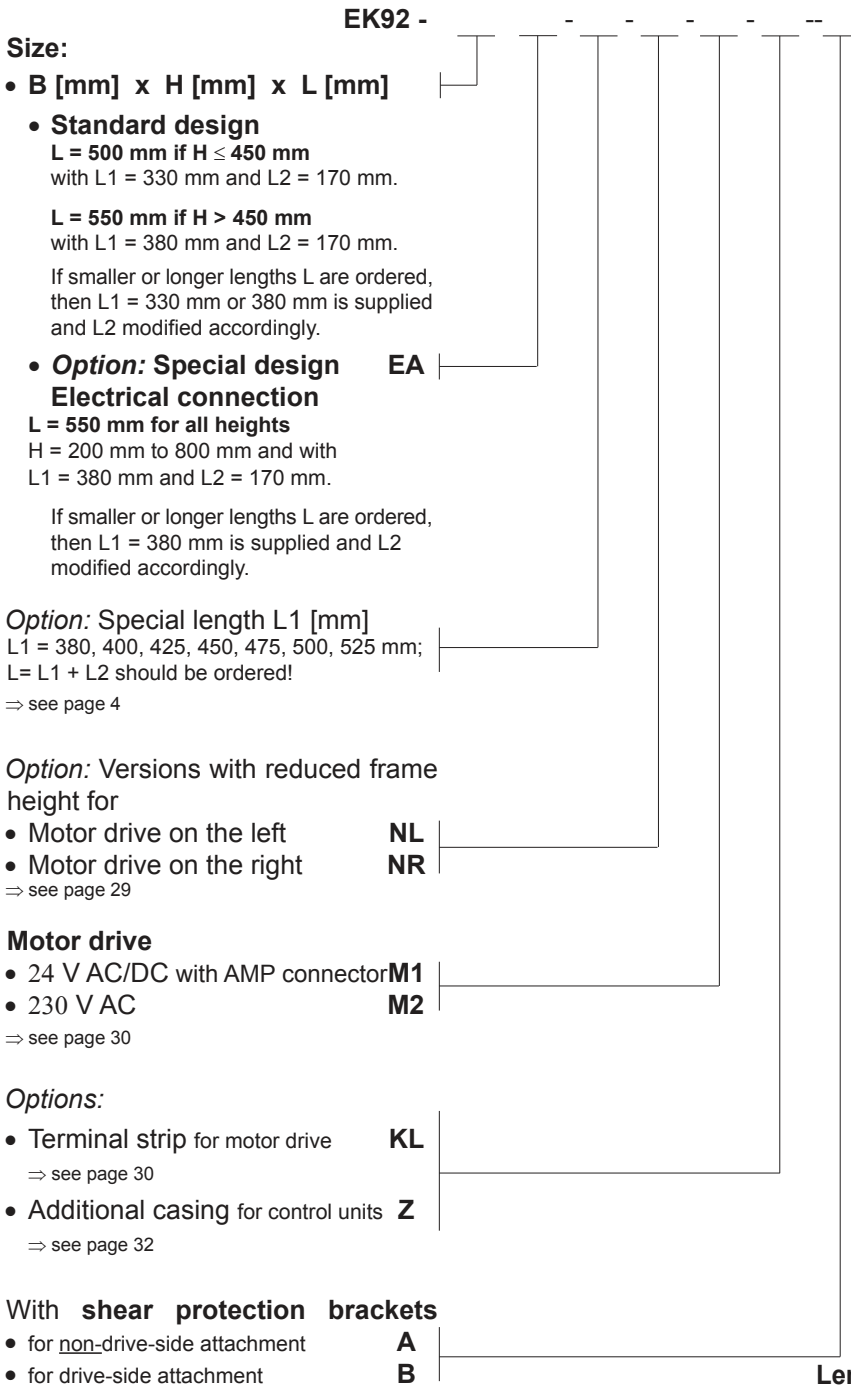 EK92 - - - - - --
Size:
• B [mm] x H [mm] x L [mm]
• Standard design
L = 500 mm if H ≤ 450 mm
with L1 = 330 mm and L2 = 170 mm.
L = 550 mm if H > 450 mm
with L1 = 380 mm and L2 = 170 mm.
If smaller or longer lengths L are ordered,
then L1 = 330 mm or 380 mm is supplied
and L2 modified accordingly.
• Option: Special design EA
Electrical connection
L = 550 mm for all heights
H = 200 mm to 800 mm and with
L1 = 380 mm and L2 = 170 mm.
If smaller or longer lengths L are ordered,
then L1 = 380 mm is supplied and L2
modified accordingly.
Option: Special length L1 [mm]
L1 = 380, 400, 425, 450, 475, 500, 525 mm;
L= L1 + L2 should be ordered!
⇒ see page 4
Option: Versions with reduced frame
height for
• Motor drive on the left NL
• Motor drive on the right NR
⇒ see page 29
Motor drive
• 24 V AC/DC with AMP connector M1
• 230 V AC M2
⇒ see page 30
Options:
• Terminal strip for motor drive KL
⇒ see page 30
• Additional casing for control units Z
⇒ see page 32
With shear protection brackets
• for non-drive-side attachment A
• for drive-side attachment B